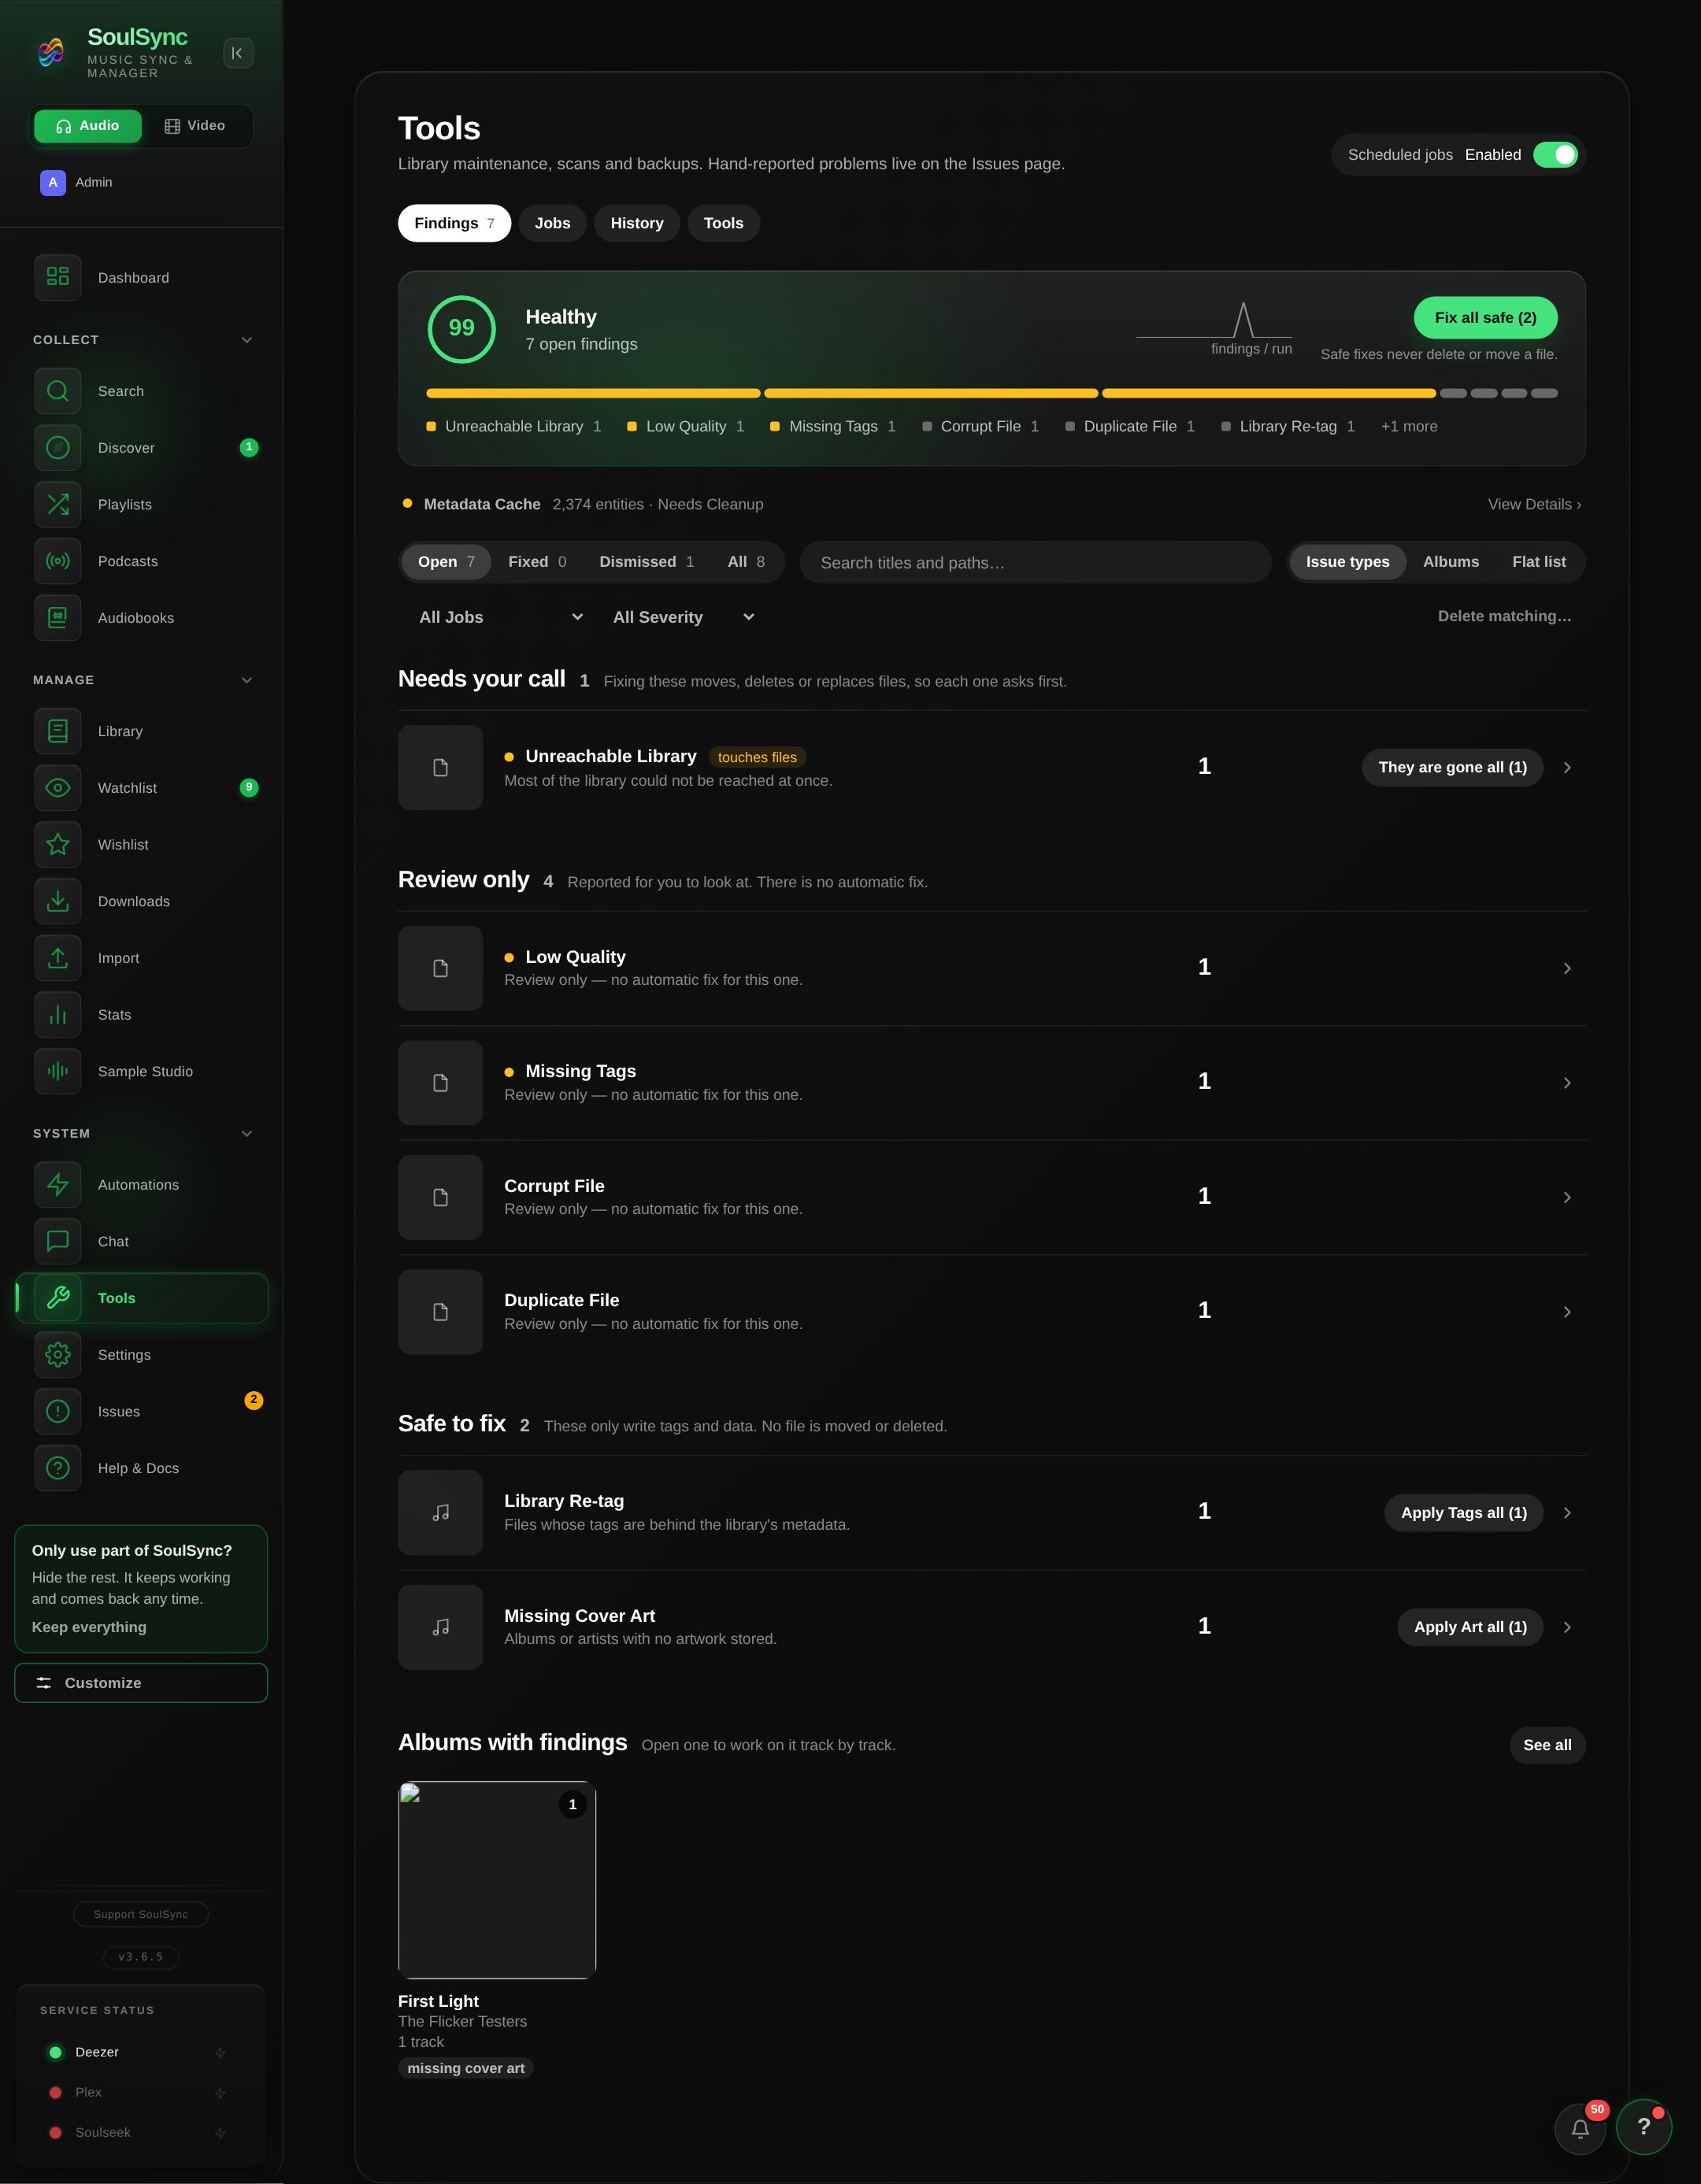 SoulSync
MUSIC SYNC &
MANAGER
Audio
Video
A
Admin
Dashboard
COLLECT
Search
Discover
1
Playlists
Podcasts
Audiobooks
MANAGE
Library
Watchlist
9
Wishlist
Downloads
Import
Stats
Sample Studio
SYSTEM
Automations
Chat
Tools
Settings
Issues
2
Help & Docs
Only use part of SoulSync?
Hide the rest. It keeps working
and comes back any time.
Keep everything
Customize
Support SoulSync
v3.6.5
SERVICE STATUS
Deezer
Plex
Soulseek
Tools
Library maintenance, scans and backups. Hand-reported problems live on the Issues page.
Scheduled jobs Enabled
Findings 7
Jobs
History
Tools
99
Healthy
7 open findings
findings / run
Fix all safe (2)
Safe fixes never delete or move a file.
Unreachable Library 1
Low Quality 1
Missing Tags 1
Corrupt File 1
Duplicate File 1
Library Re-tag 1
+1 more
Metadata Cache 2,374 entities · Needs Cleanup
View Details ›
Open 7
Fixed 0
Dismissed 1
All 8
Search titles and paths…
Issue types
Albums
Flat list
All Jobs
All Severity
Delete matching…
Needs your call 1 Fixing these moves, deletes or replaces files, so each one asks first.
Unreachable Library touches files
Most of the library could not be reached at once.
1
They are gone all (1)
Review only 4 Reported for you to look at. There is no automatic fix.
Low Quality
Review only — no automatic fix for this one.
1
Missing Tags
Review only — no automatic fix for this one.
1
Corrupt File
Review only — no automatic fix for this one.
1
Duplicate File
Review only — no automatic fix for this one.
1
Safe to fix 2 These only write tags and data. No file is moved or deleted.
Library Re-tag
Files whose tags are behind the library's metadata.
1
Apply Tags all (1)
Missing Cover Art
Albums or artists with no artwork stored.
1
Apply Art all (1)
Albums with findings Open one to work on it track by track.
See all
1
First Light
The Flicker Testers
1 track
missing cover art
50
?